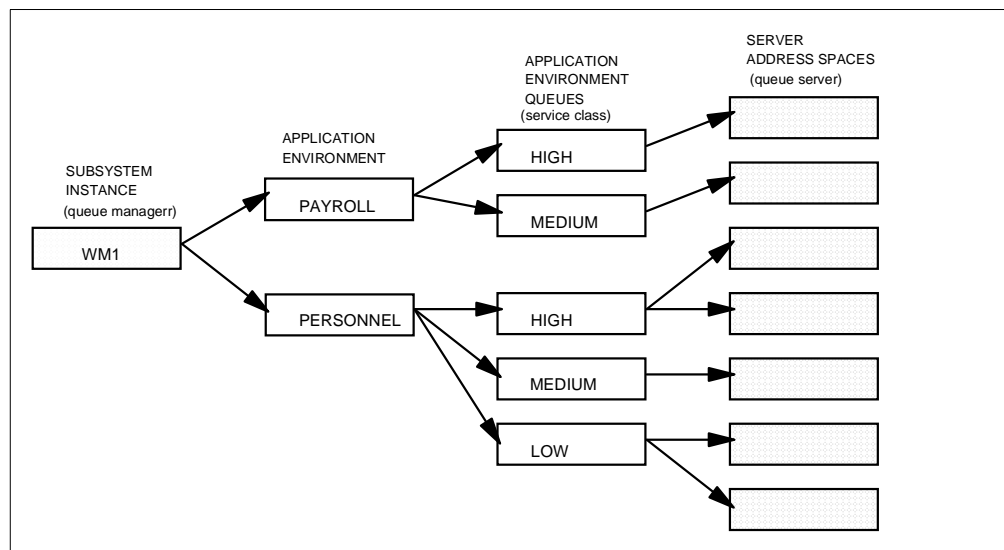 SUBSYSTEM
INSTANCE
(queue managerr)
WM1
APPLICATION
ENVIRONMENT
PAYROLL
PERSONNEL
APPLICATION
ENVIRONMENT
QUEUES
(service class)
HIGH
MEDIUM
HIGH
MEDIUM
LOW
SERVER
ADDRESS SPACES
(queue server)